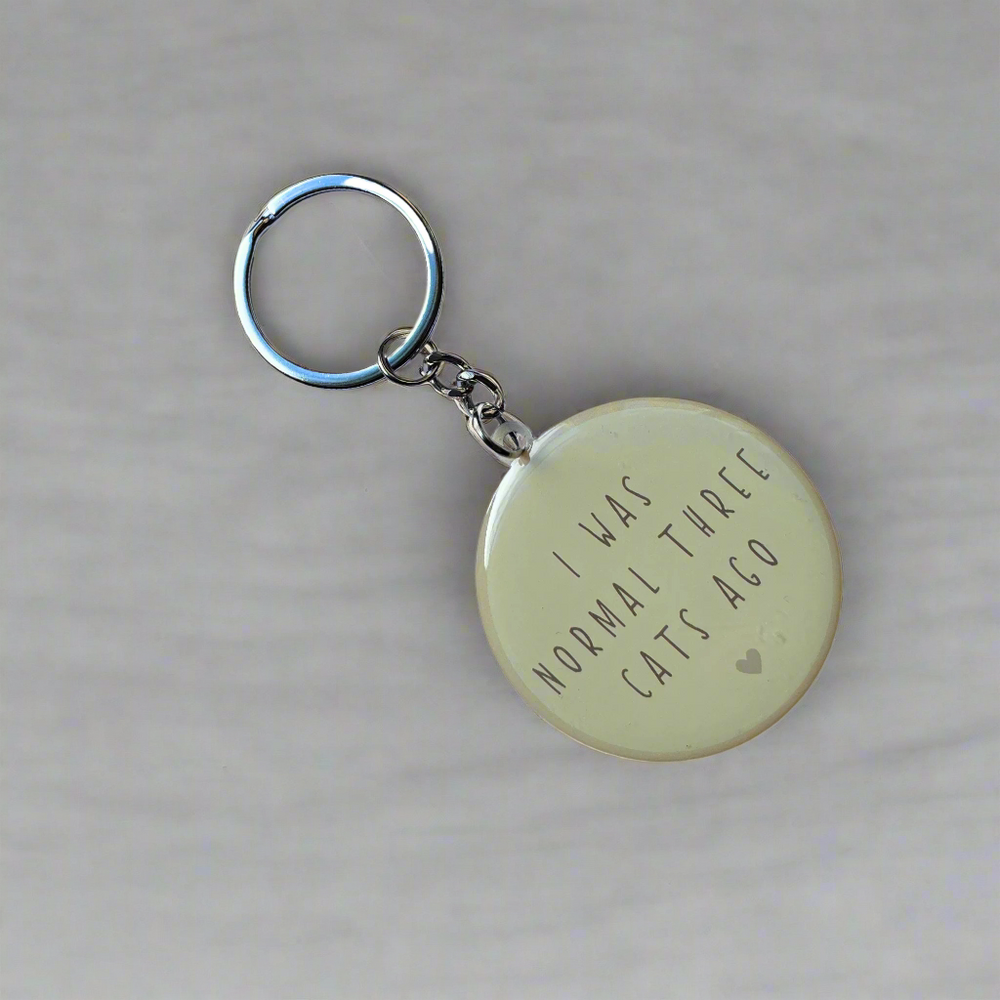 I WAS
NORMAL THREE
CATS AGO